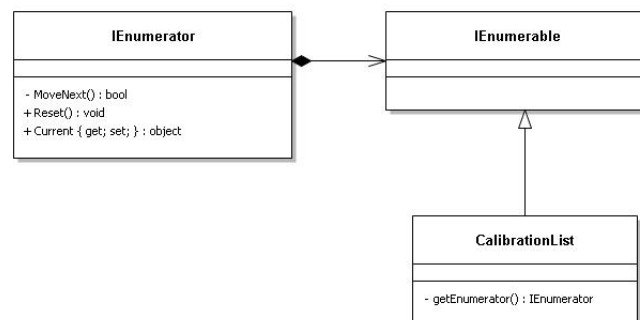 IEnumerator
- MoveNext() : bool
+ Reset() : void
+ Current { get; set; } : object
IEnumerable
CalibrationList
- getEnumerator() : IEnumerator